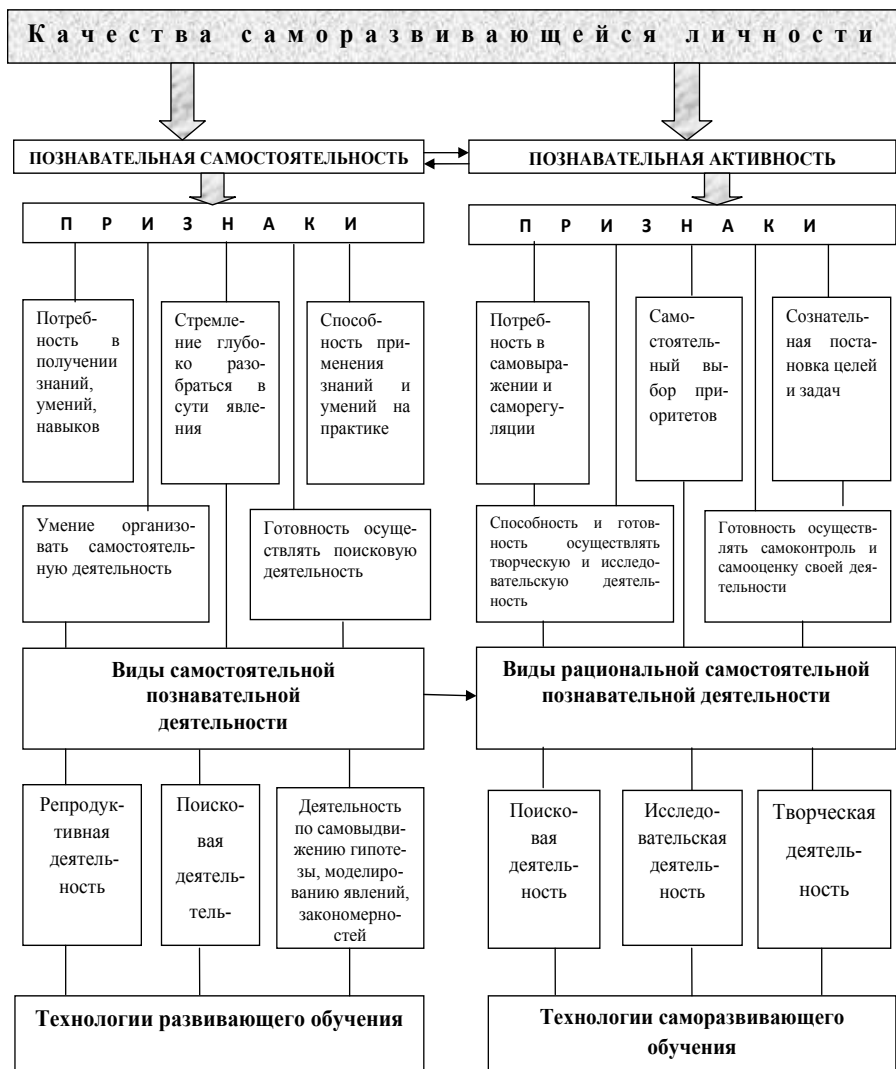 Качества саморазвивающейся личности
ПОЗНАВАТЕЛЬНАЯ САМОСТОЯТЕЛЬНОСТЬ
ПОЗНАВАТЕЛЬНАЯ АКТИВНОСТЬ
ПРИЗНАКИ
ПРИЗНАКИ
Потреб-
ность в
получении
знаний,
умений,
навыков
Стремление глубо-
ко разо-
браться в
сути явле-
ния
Способ-
ность при-
менения
знаний и
умений на
практике
Потреб-
ность в
самовыра-
жении и
саморегу-
ляции
Само-
стоятель-
ный вы-
бор при-
оритетов
Сознатель-
ная поста-
новка целей
и задач
Умение организо-
вать самостоятель-
ную деятельность
Готовность осуще-
ствлять поисковую
деятельность
Способность и готов-
ность осуществлять
творческую и исследо-
вательскую деятель-
ность
Готовность осуществ-
лять самоконтроль и
самооценку своей дея-
тельности
Виды самостоятельной
познавательной
деятельности
Виды рациональной самостоятельной
познавательной деятельности
Репродук-
тивная
деятель-
ность
Поиско-
вая
деятель-
тель-
Деятельность
по самовыдви-
жению гипоте-
зы, моделиро-
ванию явлений,
закономерно-
стей
Поиско-
вая
деятель-
ность
Исследо-
вательская
деятель-
ность
Творческая
деятель-
ность
Технологии развивающего обучения
Технологии саморазвивающего
обучения